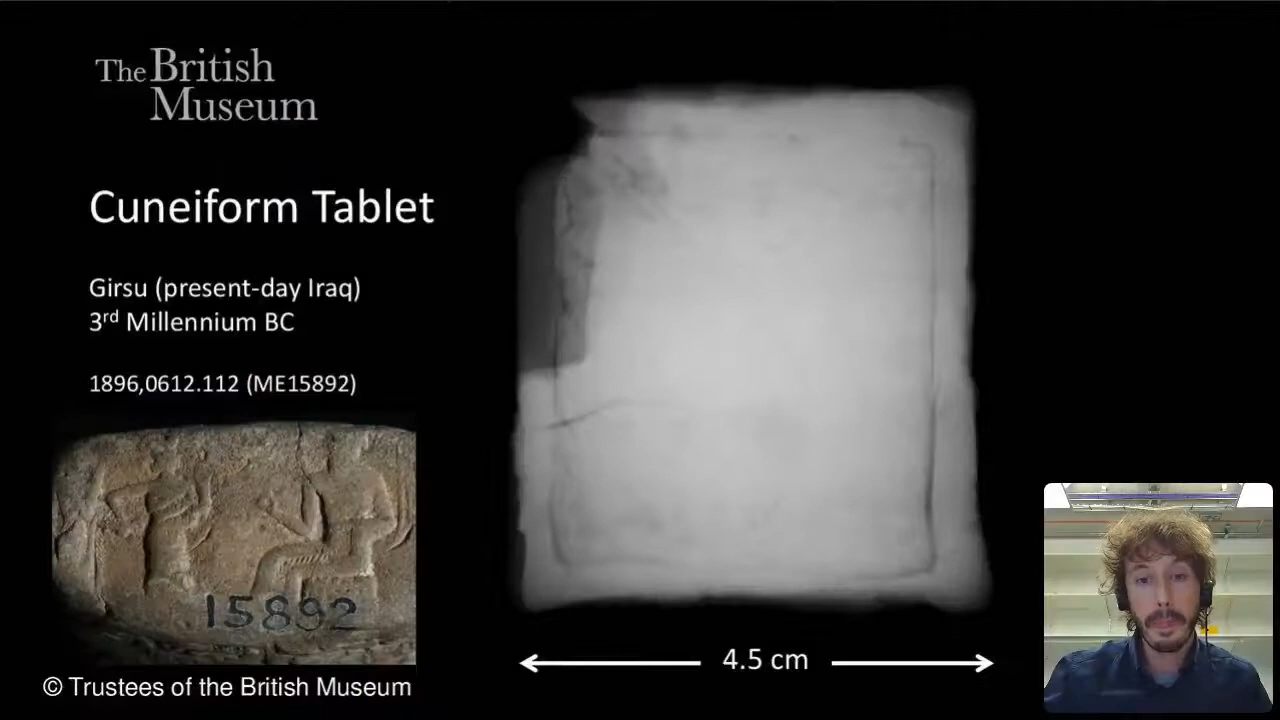 The British
Museum
Cuneiform Tablet
Girsu (present-day Iraq)
3rd Millennium BC
1896,0612.112 (ME15892)
15892
© Trustees of the British Museum
4.5 cm